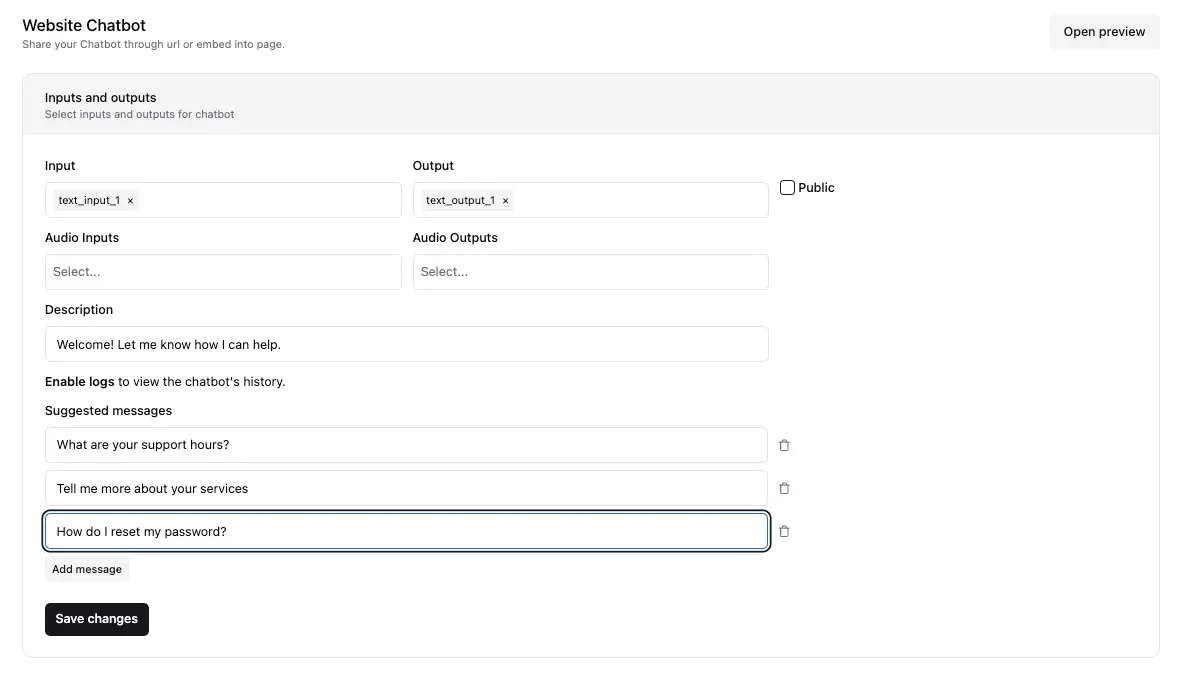 Website Chatbot
Share your Chatbot through url or embed into page.
Open preview
Inputs and outputs
Select inputs and outputs for chatbot
Input
Output
text_input_1 ×
text_output_1 ×
Public
Audio Inputs
Audio Outputs
Select...
Select...
Description
Welcome! Let me know how I can help.
Enable logs to view the chatbot's history.
Suggested messages
What are your support hours?
Tell me more about your services
How do I reset my password?
Add message
Save changes